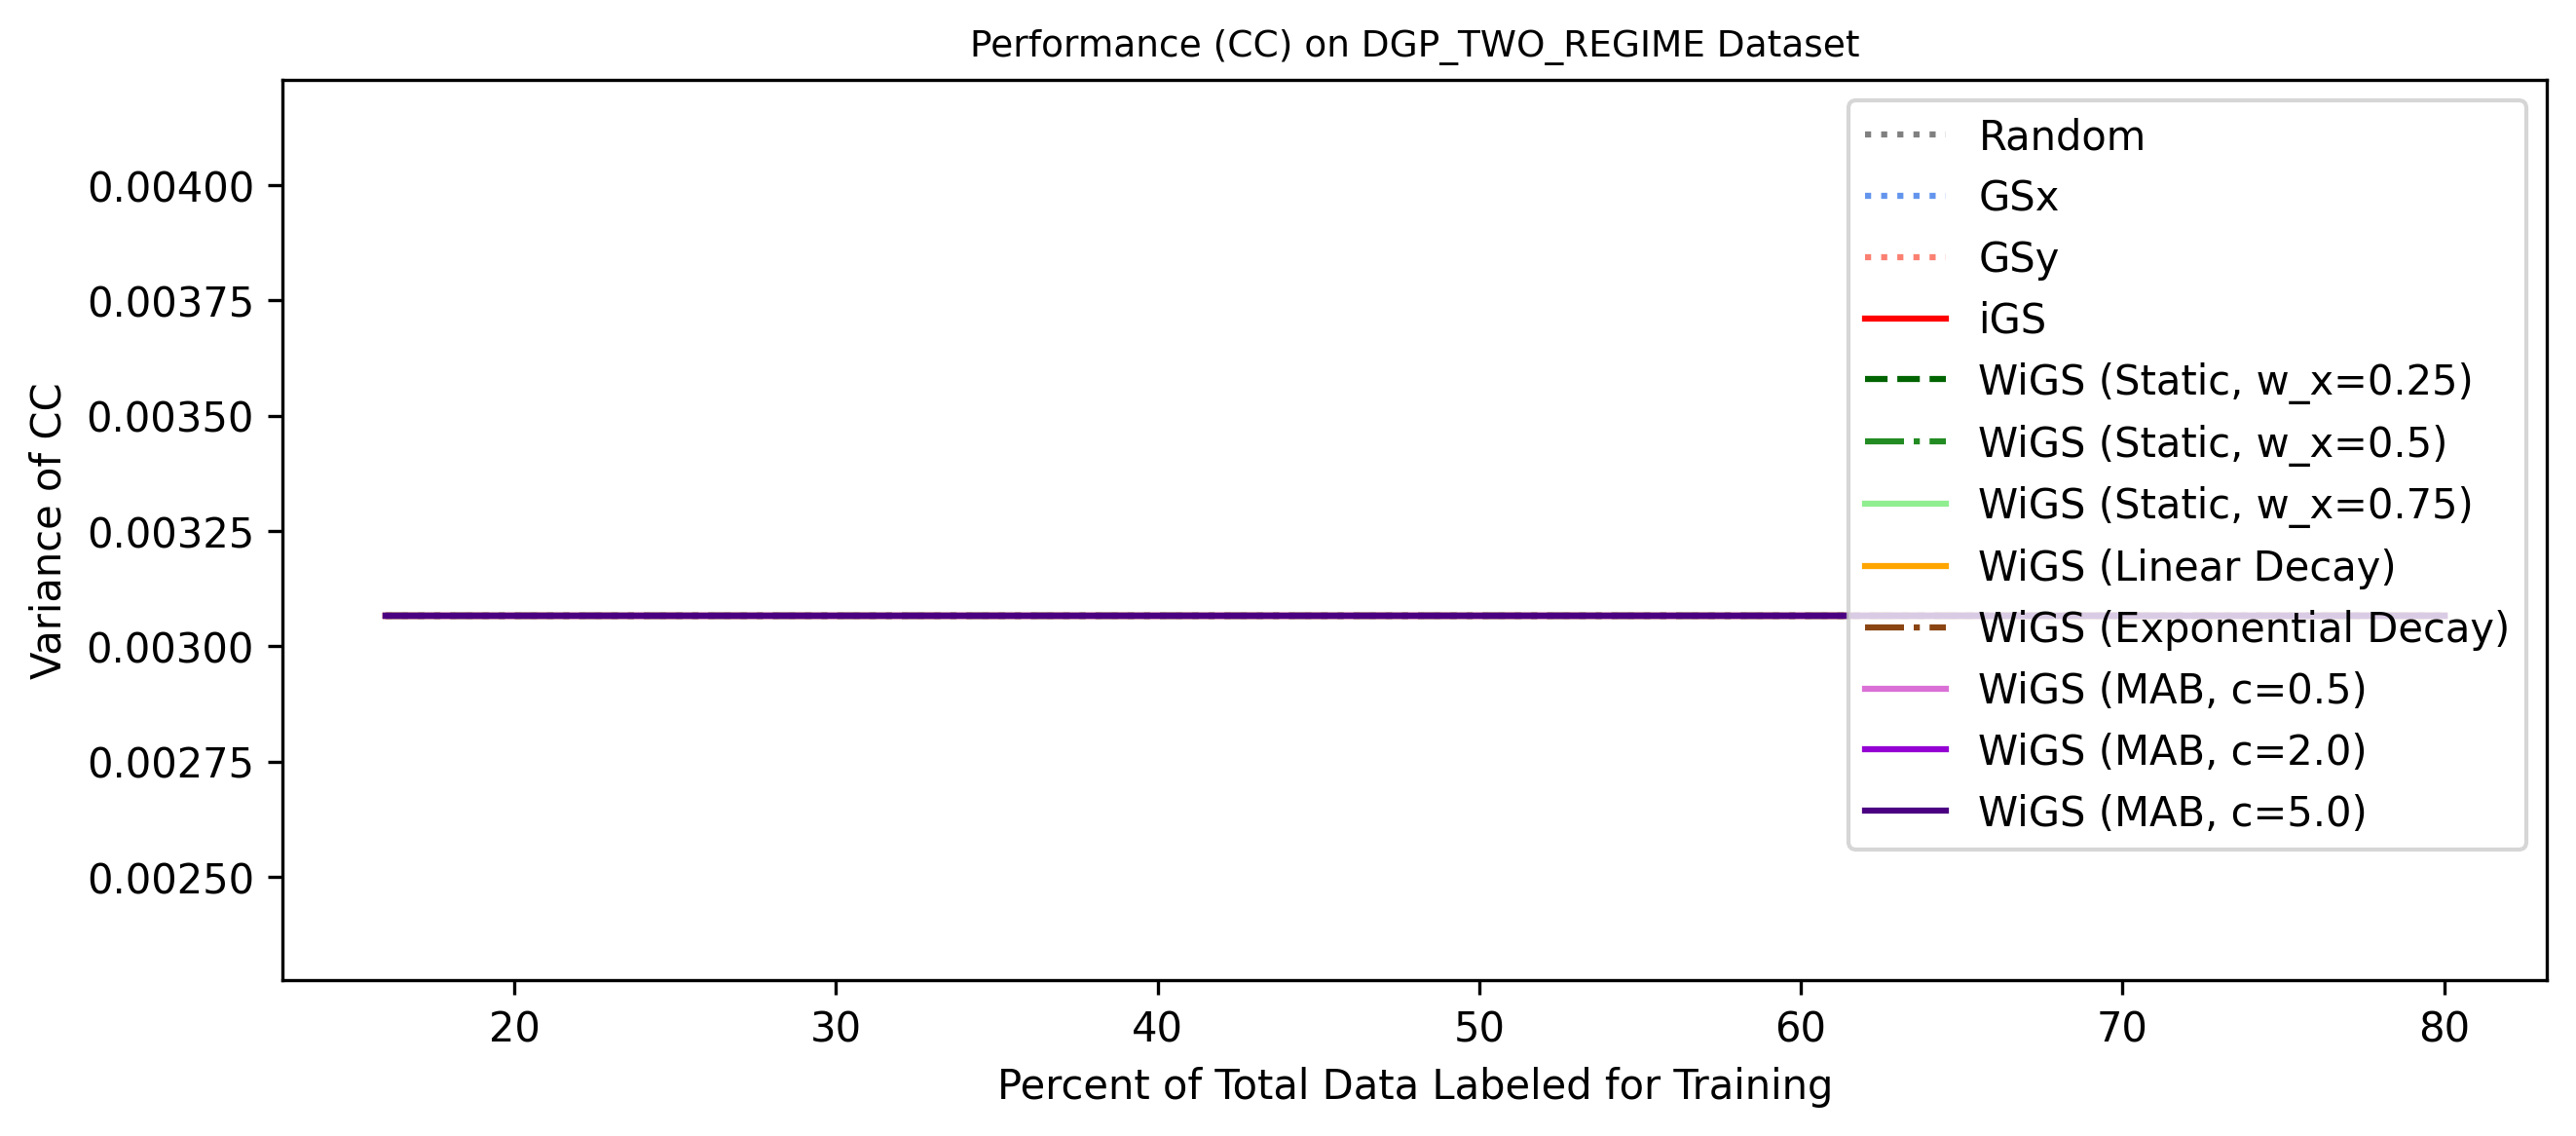 Performance (CC) on DGP_TWO_REGIME Dataset
Variance of CC
0.00400
0.00375
0.00350
0.00325
0.00300
0.00275
0.00250
Random
GSx
GSy
iGS
WiGS (Static, w_x=0.25)
WiGS (Static, w_x=0.5)
WiGS (Static, w_x=0.75)
WiGS (Linear Decay)
WiGS (Exponential Decay)
WiGS (MAB, c=0.5)
WiGS (MAB, c=2.0)
WiGS (MAB, c=5.0)
20 30 40 50 60 70 80
Percent of Total Data Labeled for Training